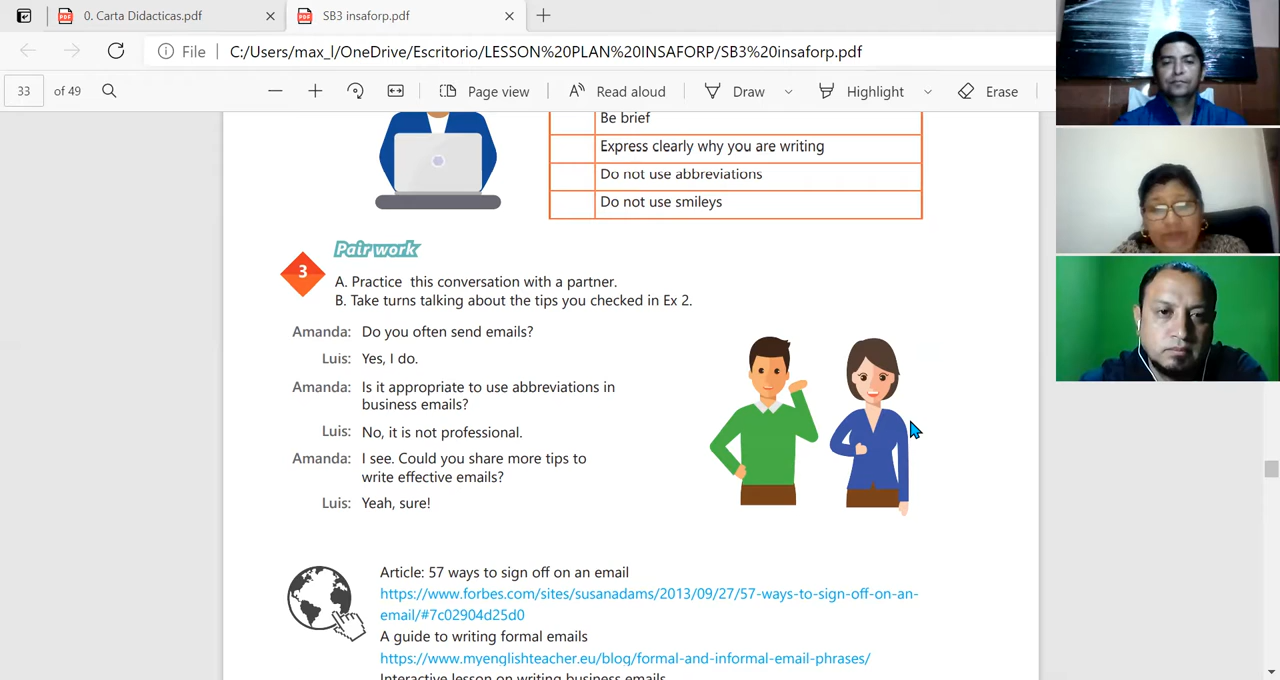 0. Carta Didacticas.pdf
SB3 insaforp.pdf
File
C:/Users/max_l/OneDrive/Escritorio/LESSON%20PLAN%20INSAFORP/SB3%20insaforp.pdf
33
of 49
Page view
Read aloud
Draw
Highlight
Erase
Be brief
Express clearly why you are writing
Do not use abbreviations
Do not use smileys
Pair work
3
A. Practice this conversation with a partner.
B. Take turns talking about the tips you checked in Ex 2.
Amanda: Do you often send emails?
Luis: Yes, I do.
Amanda: Is it appropriate to use abbreviations in
business emails?
Luis: No, it is not professional.
Amanda: I see. Could you share more tips to
write effective emails?
Luis: Yeah, sure!
Article: 57 ways to sign off on an email
https://www.forbes.com/sites/susanadams/2013/09/27/57-ways-to-sign-off-on-an-
email/#7c02904d25d0
A guide to writing formal emails
https://www.myenglishteacher.eu/blog/formal-and-informal-email-phrases/
Interactive lesson on writing business emails